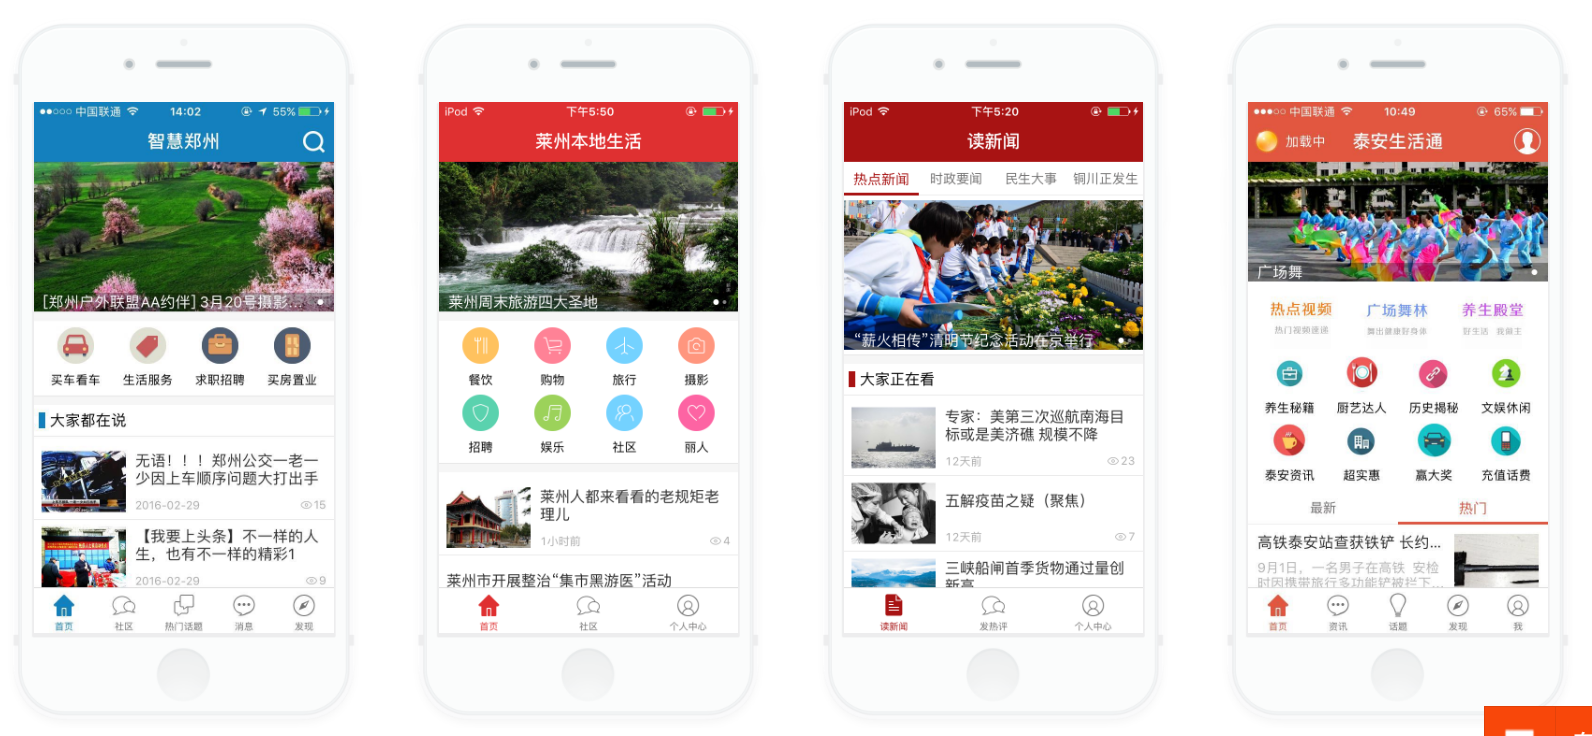 中国联通 14:02 55%
智慧郑州
[郑州户外联盟AA约伴] 3月20号摄影...
买车看车 生活服务 求职招聘 买房置业
大家都在说
无语！！！郑州公交一老一
少因上车顺序问题大打出手
2016-02-29 15
【我要上头条】不一样的人
生，也有不一样的精彩1
2016-02-29 9
首页 社区 热门话题 消息 发现
iPod 下午5:50
莱州本地生活
莱州周末旅游四大圣地
餐饮 购物 旅行 摄影
招聘 娱乐 社区 丽人
莱州人都来看看的老规矩老
理儿
1小时前 4
莱州市开展整治“集市黑游医”活动
首页 社区 个人中心
iPod 下午5:20
读新闻
热点新闻 时政要闻 民生大事 铜川正发生
“薪火相传”清明节纪念活动在京举行
大家正在看
专家：美第三次巡航南海目
标或是美济礁 规模不降
12天前 23
五解疫苗之疑（聚焦）
12天前 7
三峡船闸首季货物通过量创
新高
读新闻 发热评 个人中心
中国联通 10:49 65%
加载中 泰安生活通
广场舞
热点视频 广场舞林 养生殿堂
热门视频速递 舞出健康好身体 好生活 我做主
养生秘籍 厨艺达人 历史揭秘 文娱休闲
泰安资讯 超实惠 赢大奖 充值话费
最新 热门
高铁泰安站查获铁铲 长约...
9月1日，一名男子在高铁 安检
时因携带旅行多功能铲被拦下...
首页 资讯 话题 发现 我